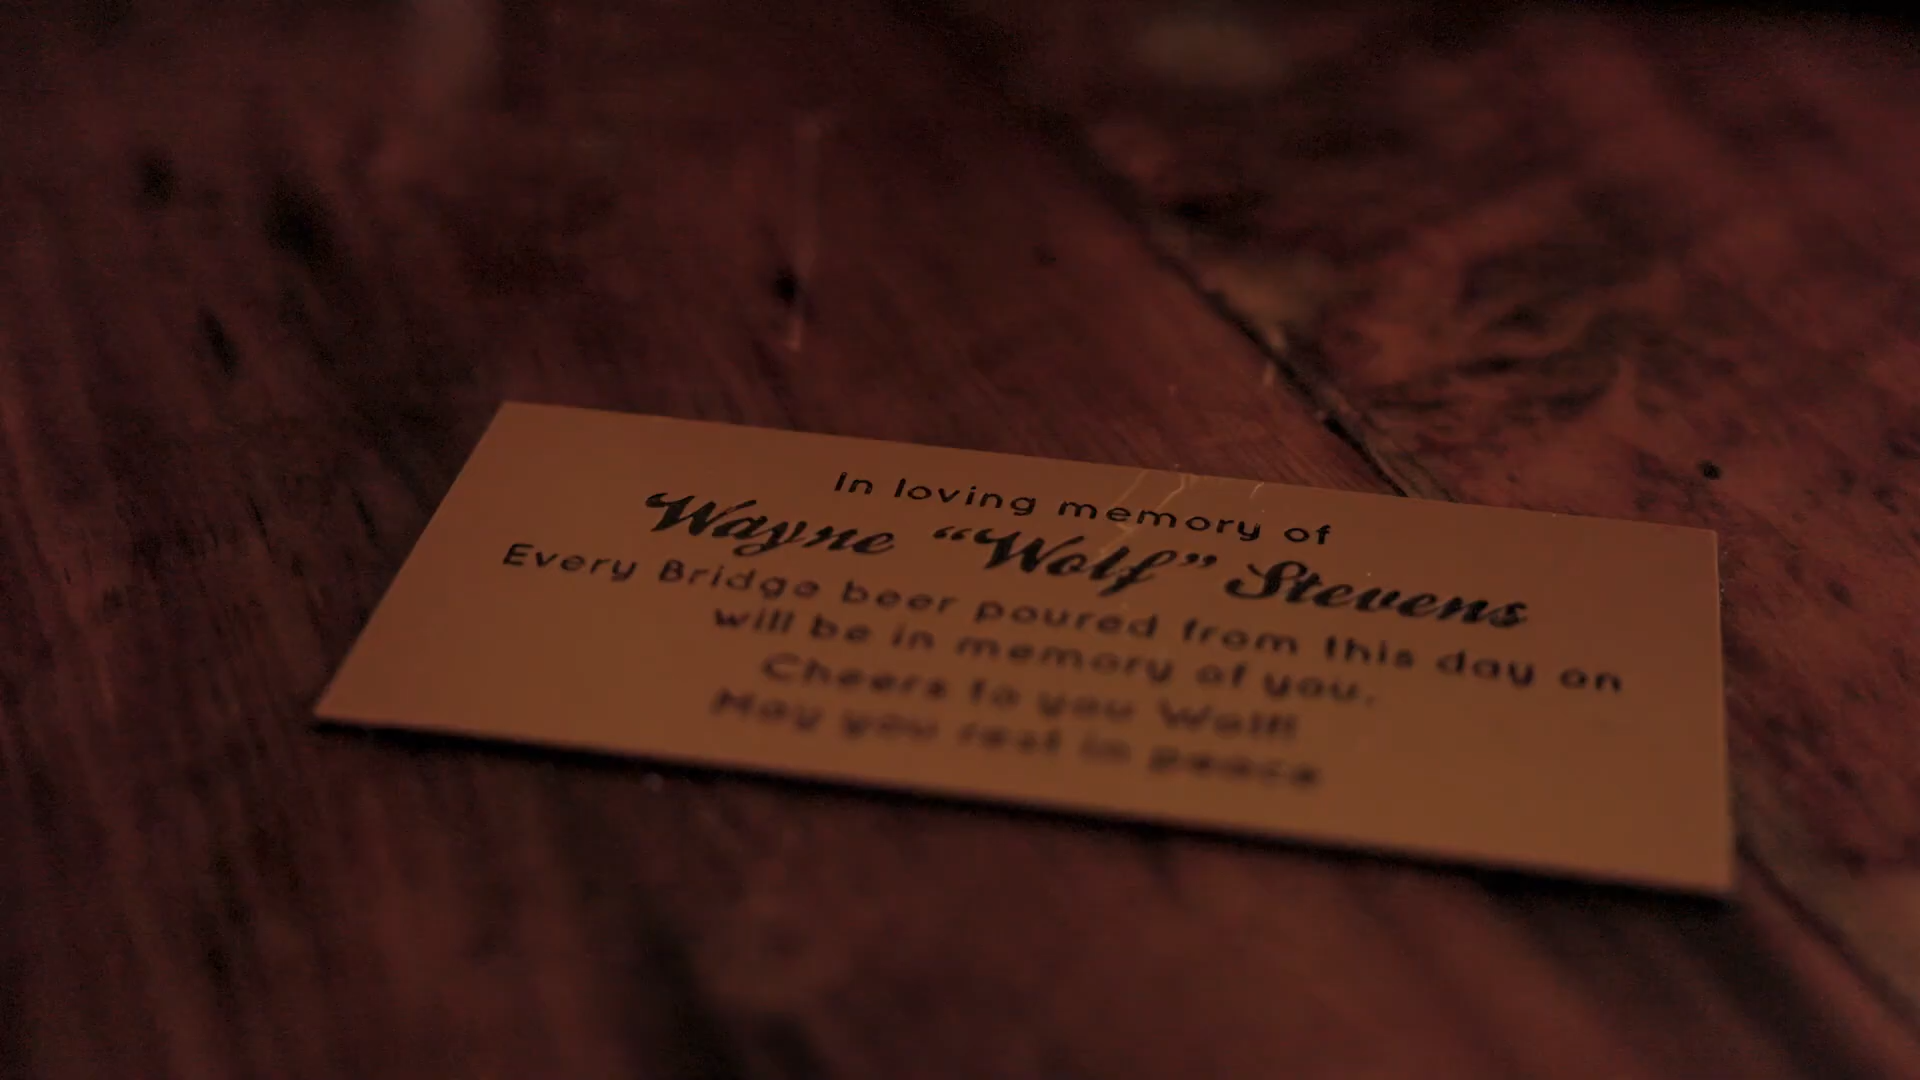 In loving memory of
Wayne “Wolf” Stevens
Every Bridge beer poured from this day on
will be in memory of you.
Cheers to you Wolf!
May you rest in peace